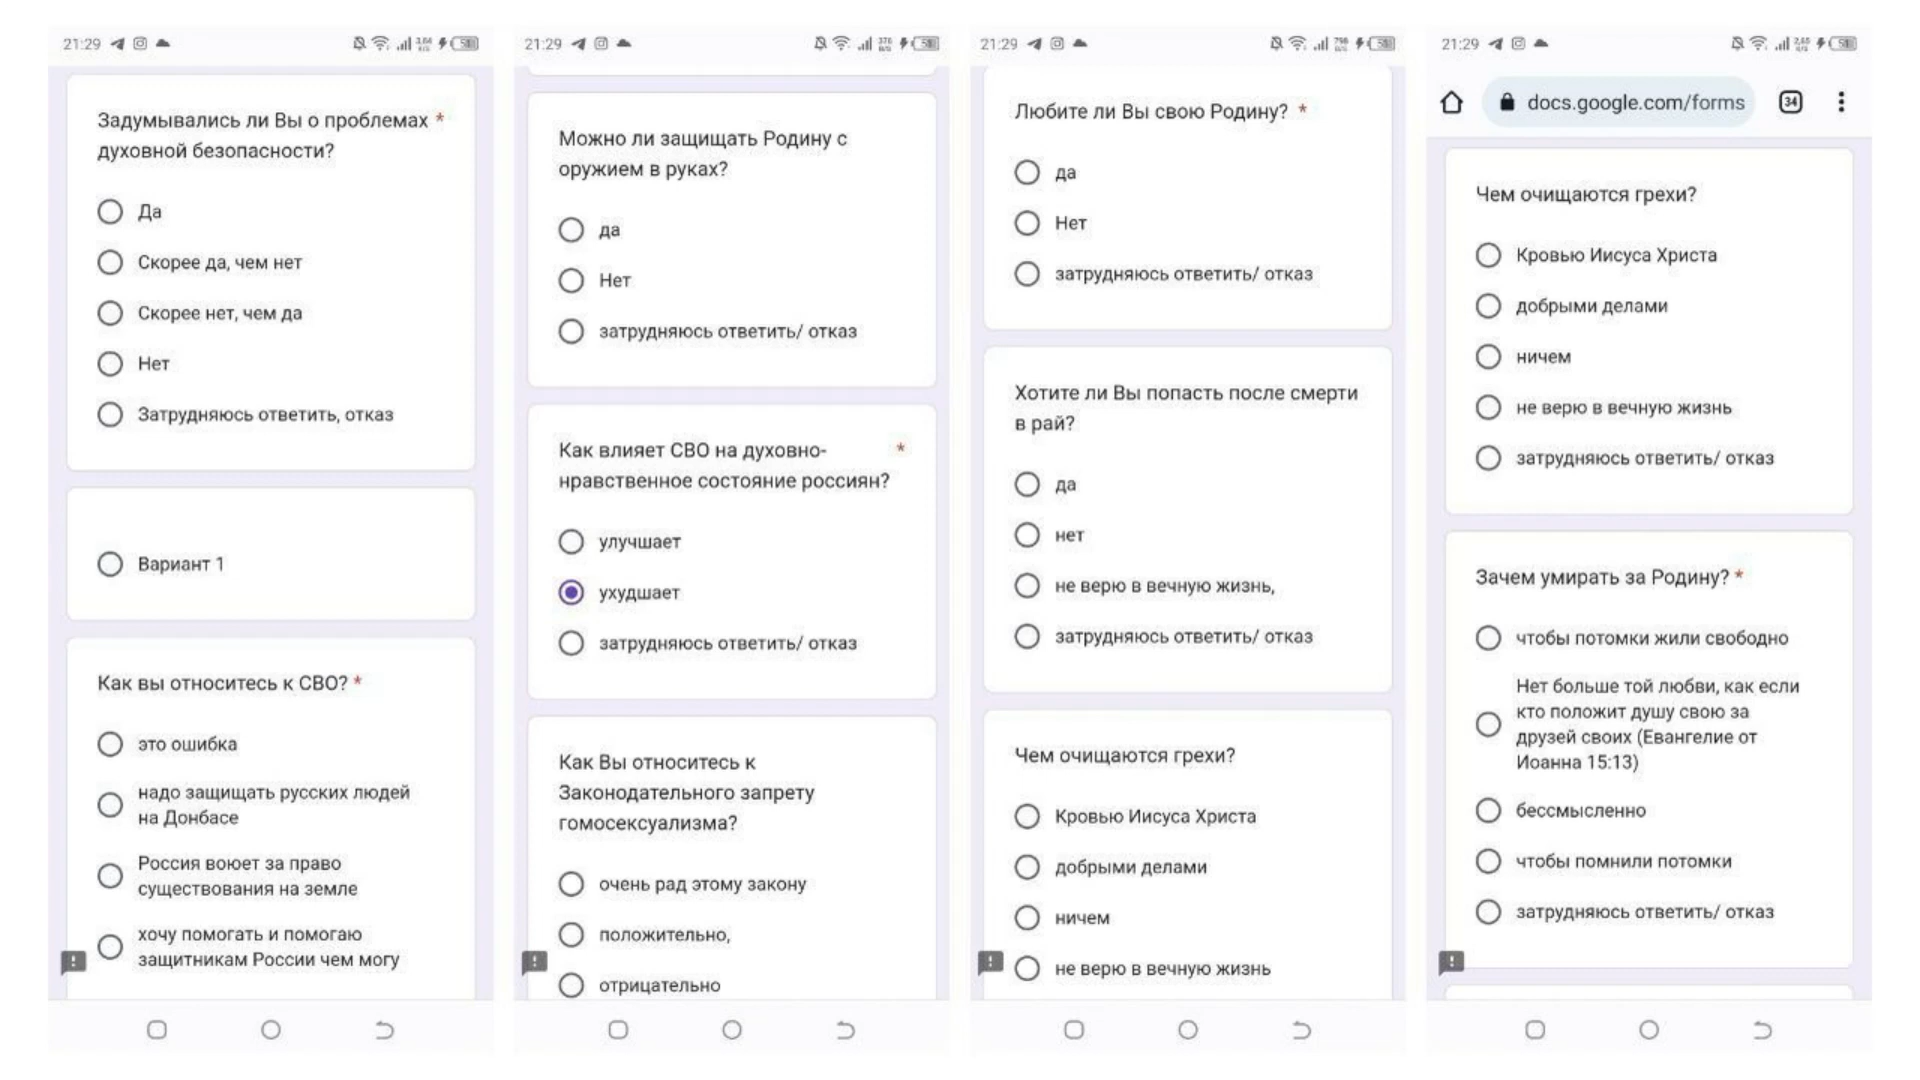 21:29
58
Задумывались ли Вы о проблемах *
духовной безопасности?
Да
Скорее да, чем нет
Скорее нет, чем да
Нет
Затрудняюсь ответить, отказ
Вариант 1
Как вы относитесь к СВО? *
это ошибка
надо защищать русских людей
на Донбасе
Россия воюет за право
существования на земле
хочу помогать и помогаю
защитникам России чем могу
21:29
58
Можно ли защищать Родину с
оружием в руках?
да
Нет
затрудняюсь ответить/ отказ
Как влияет СВО на духовно- *
нравственное состояние россиян?
улучшает
ухудшает
затрудняюсь ответить/ отказ
Как Вы относитесь к
Законодательного запрету
гомосексуализма?
очень рад этому закону
положительно,
отрицательно
21:29
58
Любите ли Вы свою Родину? *
да
Нет
затрудняюсь ответить/ отказ
Хотите ли Вы попасть после смерти
в рай?
да
нет
не верю в вечную жизнь,
затрудняюсь ответить/ отказ
Чем очищаются грехи?
Кровью Иисуса Христа
добрыми делами
ничем
не верю в вечную жизнь
21:29
58
docs.google.com/forms 34
Чем очищаются грехи?
Кровью Иисуса Христа
добрыми делами
ничем
не верю в вечную жизнь
затрудняюсь ответить/ отказ
Зачем умирать за Родину? *
чтобы потомки жили свободно
Нет больше той любви, как если
кто положит душу свою за
друзей своих (Евангелие от
Иоанна 15:13)
бессмысленно
чтобы помнили потомки
затрудняюсь ответить/ отказ